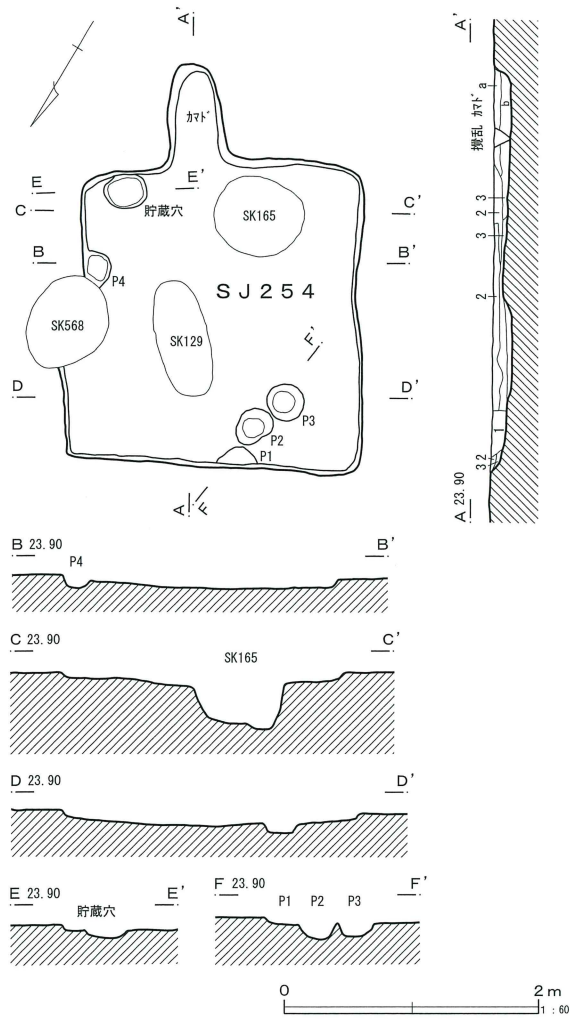 A'
カマド
E
E'
C
C'
貯蔵穴
SK165
B
B'
P4
SJ254
SK568
SK129
F'
D
D'
P3
P2
P1
A
F
A'
a
カマド
b
攪乱
3
2
3
2
1
2
3
A 23.90
B 23.90
B'
P4
C 23.90
C'
SK165
D 23.90
D'
E 23.90
E'
貯蔵穴
F 23.90
F'
P1 P2 P3
0
2m
1:60